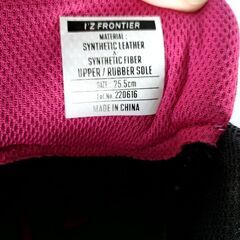 I'Z FRONTIER
MATERIAL:
SYNTHETIC LEATHER
&
SYNTHETIC FIBER
UPPER / RUBBER SOLE
SIZE: 25.5cm
Lot No. 220616
MADE IN CHINA